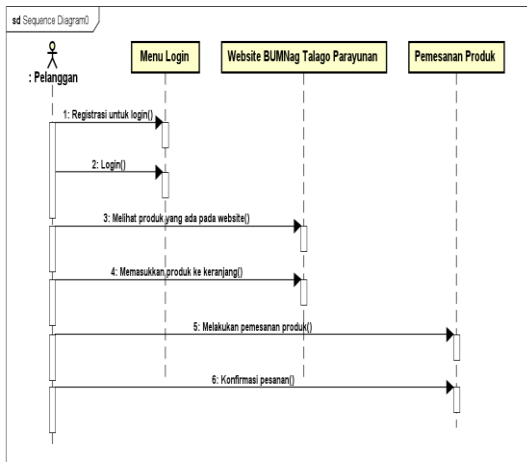 sd Sequence Diagram0
Menu Login
Website BUMNag Talago Parayunan
Pemesanan Produk
: Pelanggan
1: Registrasi untuk login()
2: Login()
3: Melihat produk yang ada pada website()
4: Memasukkan produk ke keranjang()
5: Melakukan pemesanan produk()
6: Konfirmasi pesanan()